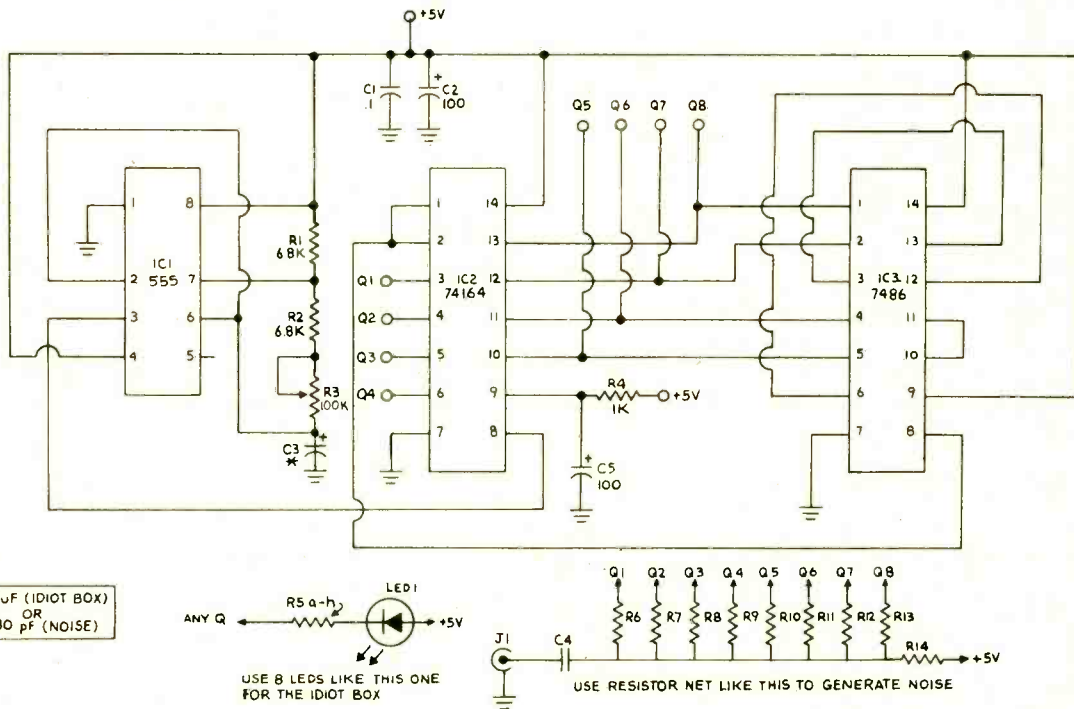 +5V
C1
.1
+
C2
100
Q5 Q6 Q7 Q8
1 8
IC1
555
2 7
3 6
4 5
R1
6.8K
R2
6.8K
R3
100K
C3
*
+
Q1
Q2
Q3
Q4
1 14
2 13
3 IC2 12
74164
4 11
5 10
6 9
7 8
R4
1K
+5V
+
C5
100
1 14
2 13
3 IC3 12
7486
4 11
5 10
6 9
7 8
UF (IDIOT BOX)
OR
pF (NOISE)
ANY Q
R5 a-h
LED1
+5V
USE 8 LEDS LIKE THIS ONE
FOR THE IDIOT BOX
J1
C4
Q1 Q2 Q3 Q4 Q5 Q6 Q7 Q8
R6 R7 R8 R9 R10 R11 R12 R13
R14
+5V
USE RESISTOR NET LIKE THIS TO GENERATE NOISE